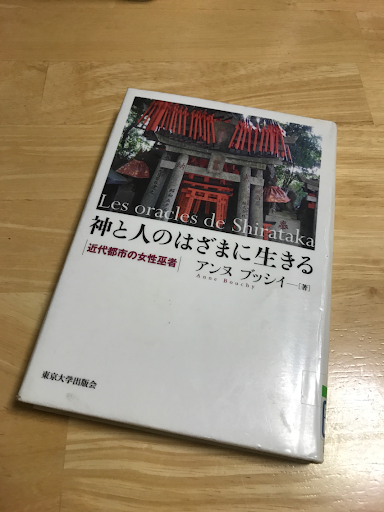 Les oracles de Shirataka
神と人のはざまに生きる
近代都市の女性巫者
アンヌ ブッシイ—[著]
Anne Bouchy
東京大学出版会